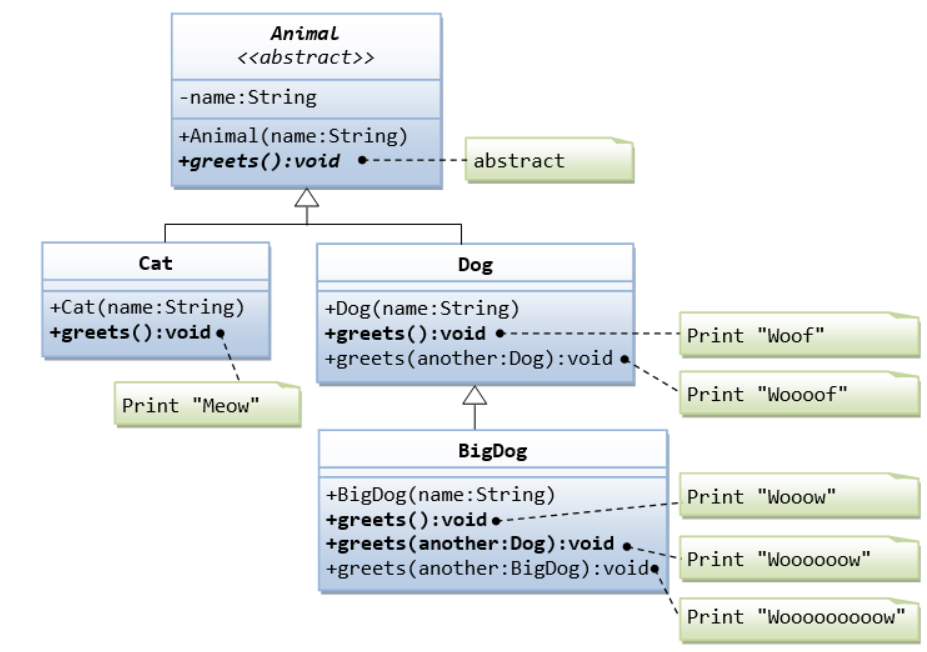 Animal
<<abstract>>
-name:String
+Animal(name:String)
+greets():void
abstract
Cat
+Cat(name:String)
+greets():void
Print "Meow"
Dog
+Dog(name:String)
+greets():void
+greets(another:Dog):void
Print "Woof"
Print "Woooof"
BigDog
+BigDog(name:String)
+greets():void
+greets(another:Dog):void
+greets(another:BigDog):void
Print "Wooow"
Print "Woooooow"
Print "Wooooooooow"